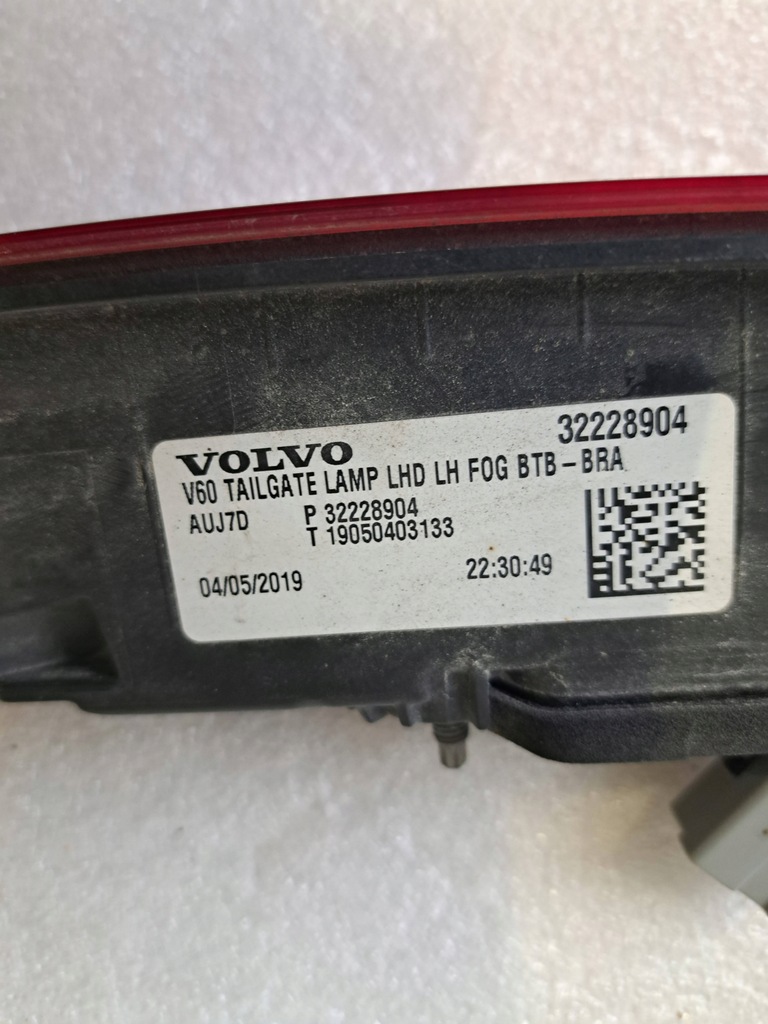 VOLVO 32228904
V60 TAILGATE LAMP LHD LH FOG BTB-BRA
AUJ7D P 32228904
T 19050403133
04/05/2019 22:30:49